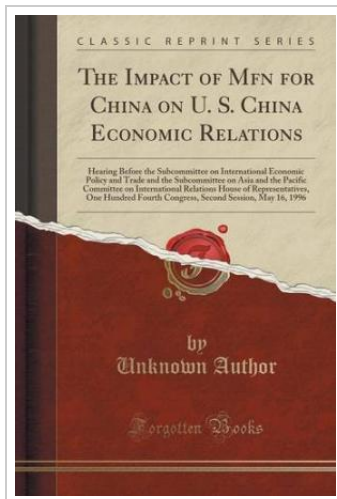 CLASSIC REPRINT SERIES
The Impact of Mfn for
China on U. S. China
Economic Relations
Hearing Before the Subcommittee on International Economic
Policy and Trade and the Subcommittee on Asia and the Pacific
Committee on International Relations House of Representatives,
One Hundred Fourth Congress, Second Session, May 16, 1996
by
Unknown Author
Forgotten Books